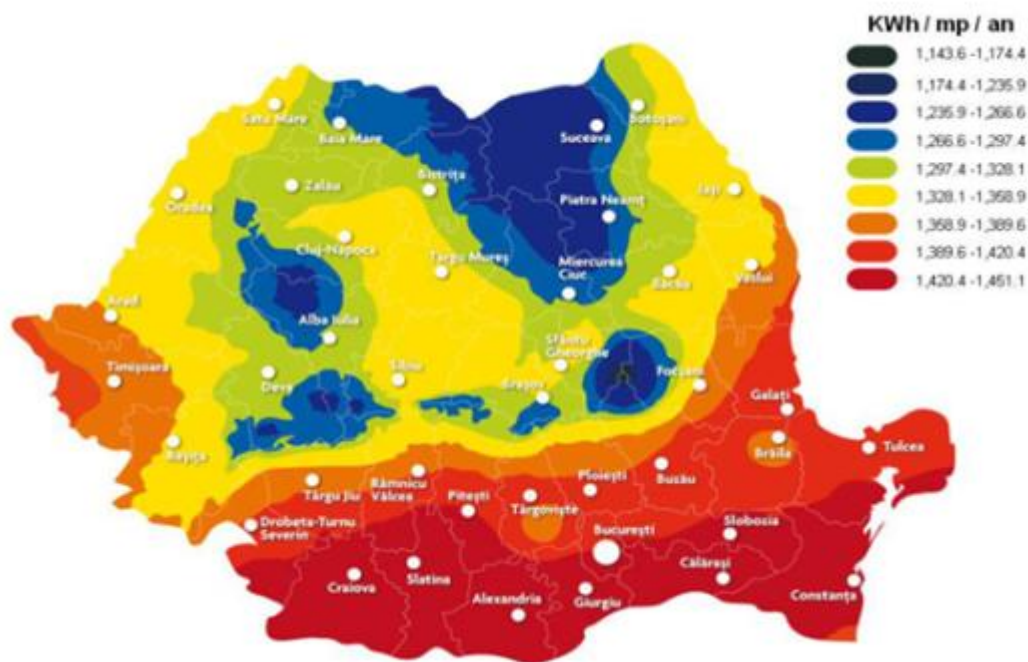 KWh / mp / an
1,143.6 -1,174.4
1,174.4 -1,235.9
1,235.9 -1,266.6
1,266.6 -1,297.4
1,297.4 -1,328.1
1,328.1 -1,358.9
1,358.9 -1,389.6
1,389.6 -1,420.4
1,420.4 -1,451.1
Satu Mare
Baia Mare
Suceava
Botoșani
Zalău
Bistrița
Iași
Oradea
Piatra Neamț
Cluj-Napoca
Târgu Mureș
Miercurea
Ciuc
Bacău
Vaslui
Arad
Alba Iulia
Sfântu
Gheorghe
Timișoara
Deva
Sibiu
Brașov
Focșani
Galați
Reșița
Brăila
Tulcea
Târgu Jiu
Râmnicu
Vâlcea
Pitești
Ploiești
Buzău
Târgoviște
Drobeta-Turnu
Severin
București
Slobozia
Craiova
Slatina
Alexandria
Giurgiu
Călărași
Constanța